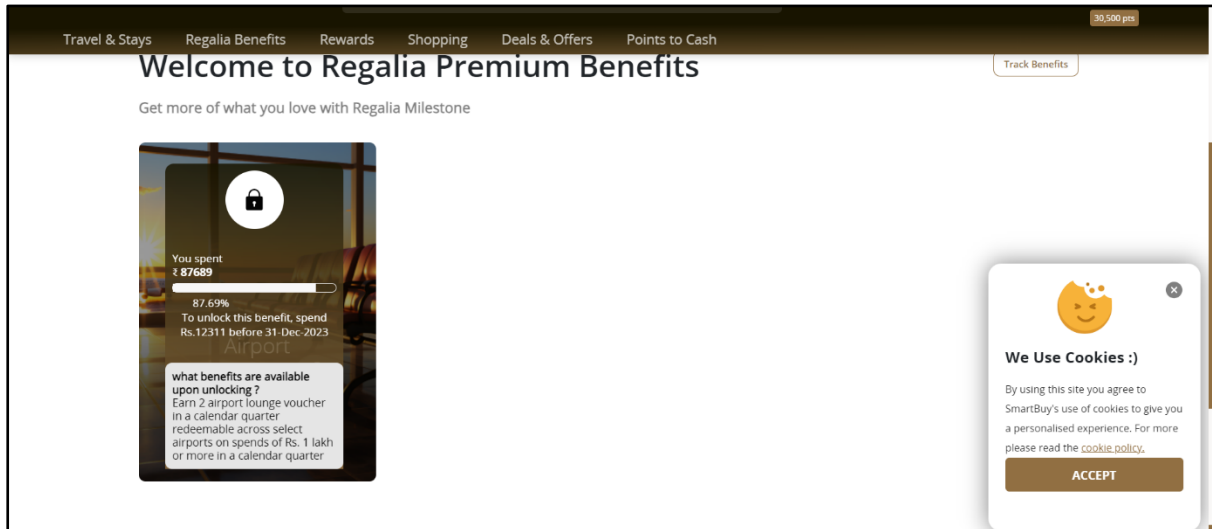 30,500 pts
Travel & Stays Regalia Benefits Rewards Shopping Deals & Offers Points to Cash
Welcome to Regalia Premium Benefits
Track Benefits
Get more of what you love with Regalia Milestone
You spent
₹ 87689
87.69%
To unlock this benefit, spend
Rs.12311 before 31-Dec-2023
Airport
what benefits are available
upon unlocking ?
Earn 2 airport lounge voucher
in a calendar quarter
redeemable across select
airports on spends of Rs. 1 lakh
or more in a calendar quarter
We Use Cookies :)
By using this site you agree to
SmartBuy's use of cookies to give you
a personalised experience. For more
please read the cookie policy.
ACCEPT